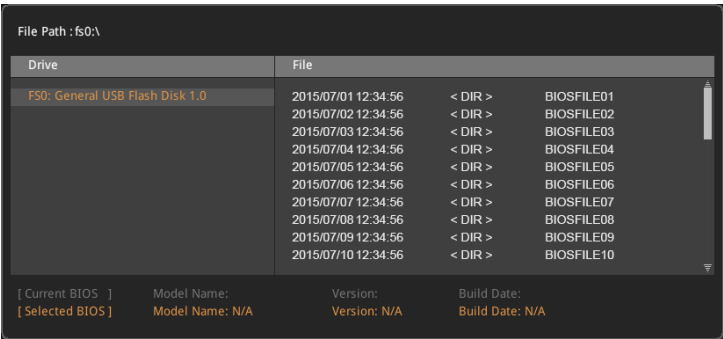 File Path : fs0:\
Drive File
FS0: General USB Flash Disk 1.0
2015/07/01 12:34:56 < DIR > BIOSFILE01
2015/07/02 12:34:56 < DIR > BIOSFILE02
2015/07/03 12:34:56 < DIR > BIOSFILE03
2015/07/04 12:34:56 < DIR > BIOSFILE04
2015/07/05 12:34:56 < DIR > BIOSFILE05
2015/07/06 12:34:56 < DIR > BIOSFILE06
2015/07/07 12:34:56 < DIR > BIOSFILE07
2015/07/08 12:34:56 < DIR > BIOSFILE08
2015/07/09 12:34:56 < DIR > BIOSFILE09
2015/07/10 12:34:56 < DIR > BIOSFILE10
[ Current BIOS ] Model Name: Version: Build Date:
[ Selected BIOS ] Model Name: N/A Version: N/A Build Date: N/A